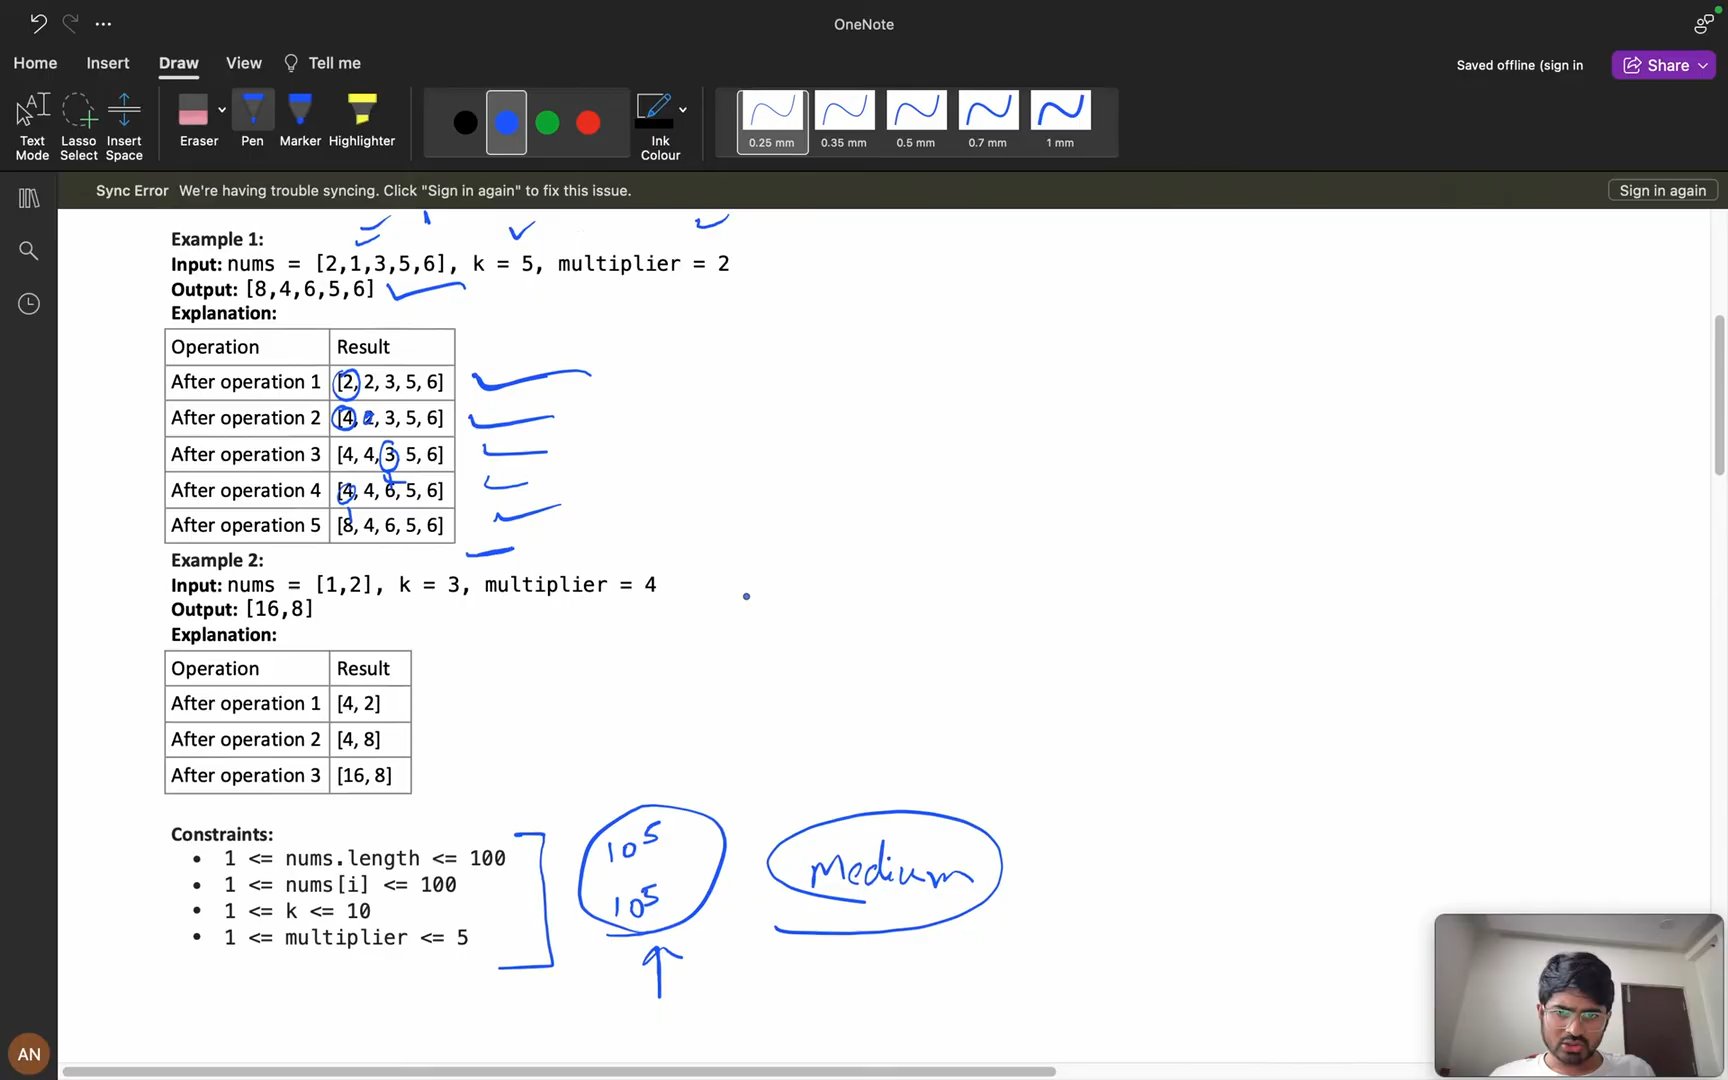 OneNote
Home Insert Draw View Tell me
Saved offline (sign in
Share
Text Mode
Lasso Select
Insert Space
Eraser
Pen
Marker
Highlighter
Ink Colour
0.25 mm
0.35 mm
0.5 mm
0.7 mm
1 mm
Sync Error We're having trouble syncing. Click "Sign in again" to fix this issue.
Sign in again
Example 1:
Input: nums = [2,1,3,5,6], k = 5, multiplier = 2
Output: [8,4,6,5,6]
Explanation:
Operation Result
After operation 1 [2, 2, 3, 5, 6]
After operation 2 [4, 2, 3, 5, 6]
After operation 3 [4, 4, 3, 5, 6]
After operation 4 [4, 4, 6, 5, 6]
After operation 5 [8, 4, 6, 5, 6]
Example 2:
Input: nums = [1,2], k = 3, multiplier = 4
Output: [16,8]
Explanation:
Operation Result
After operation 1 [4, 2]
After operation 2 [4, 8]
After operation 3 [16, 8]
Constraints:
• 1 <= nums.length <= 100
• 1 <= nums[i] <= 100
• 1 <= k <= 10
• 1 <= multiplier <= 5
10^5
10^5
Medium
AN